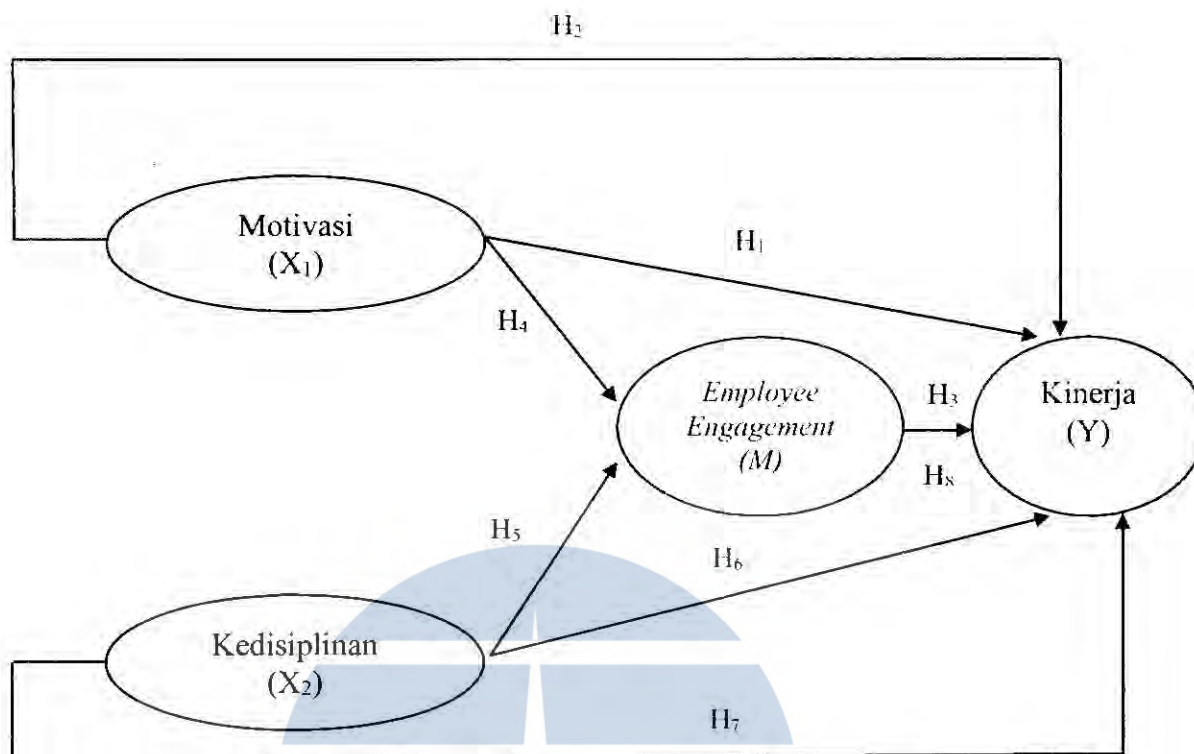 H₂
Motivasi
(X₁)
H₁
H₄
Employee
Engagement
(M)
H₃
H₈
Kinerja
(Y)
H₅
H₆
Kedisiplinan
(X₂)
H₇